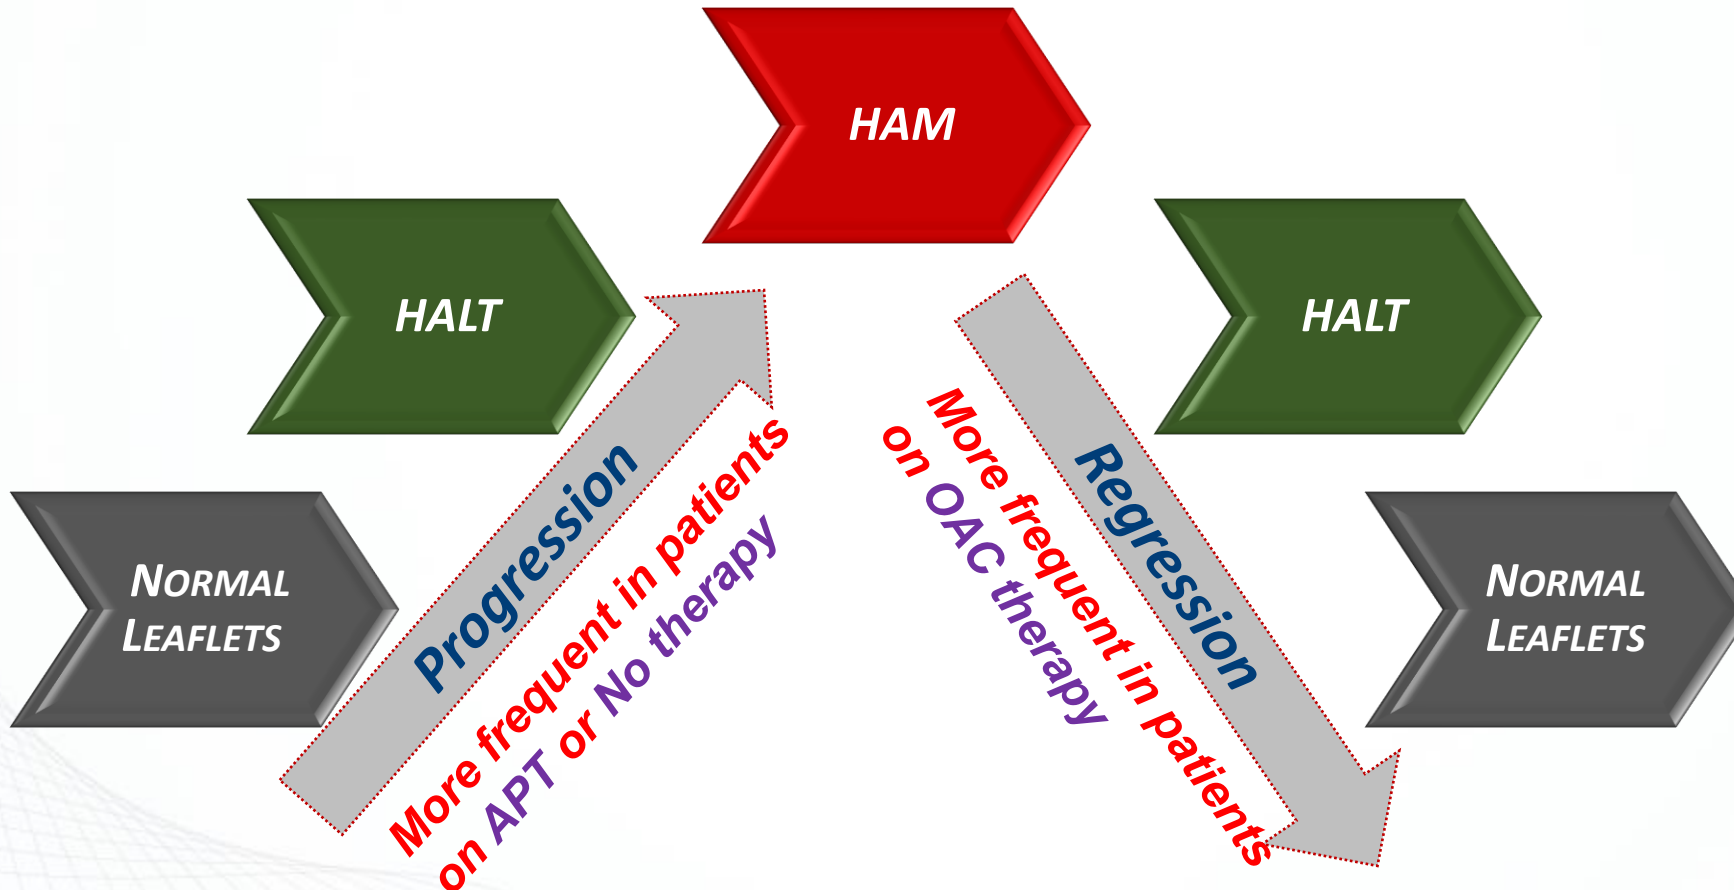 HAM
HALT
HALT
NORMAL
LEAFLETS
Progression
More frequent in patients
on APT or No therapy
Regression
More frequent in patients
on OAC therapy
NORMAL
LEAFLETS